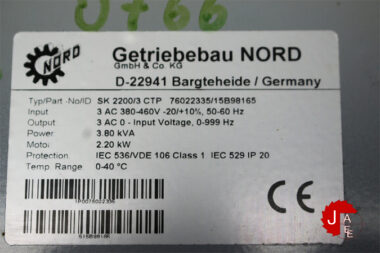 0766
NORD
Getriebebau NORD
GmbH & Co. KG
D-22941 Bargteheide / Germany
Typ/Part-No/ID SK 2200/3 CTP 76022335/15B98165
Input 3 AC 380-460V -20/+10%, 50-60 Hz
Output 3 AC 0 - Input Voltage, 0-999 Hz
Power 3.80 kVA
Motoi 2.20 kW
Protection IEC 536/VDE 106 Class 1 IEC 529 IP 20
Temp. Range 0-40 °C
1P0076022335
S15B98165